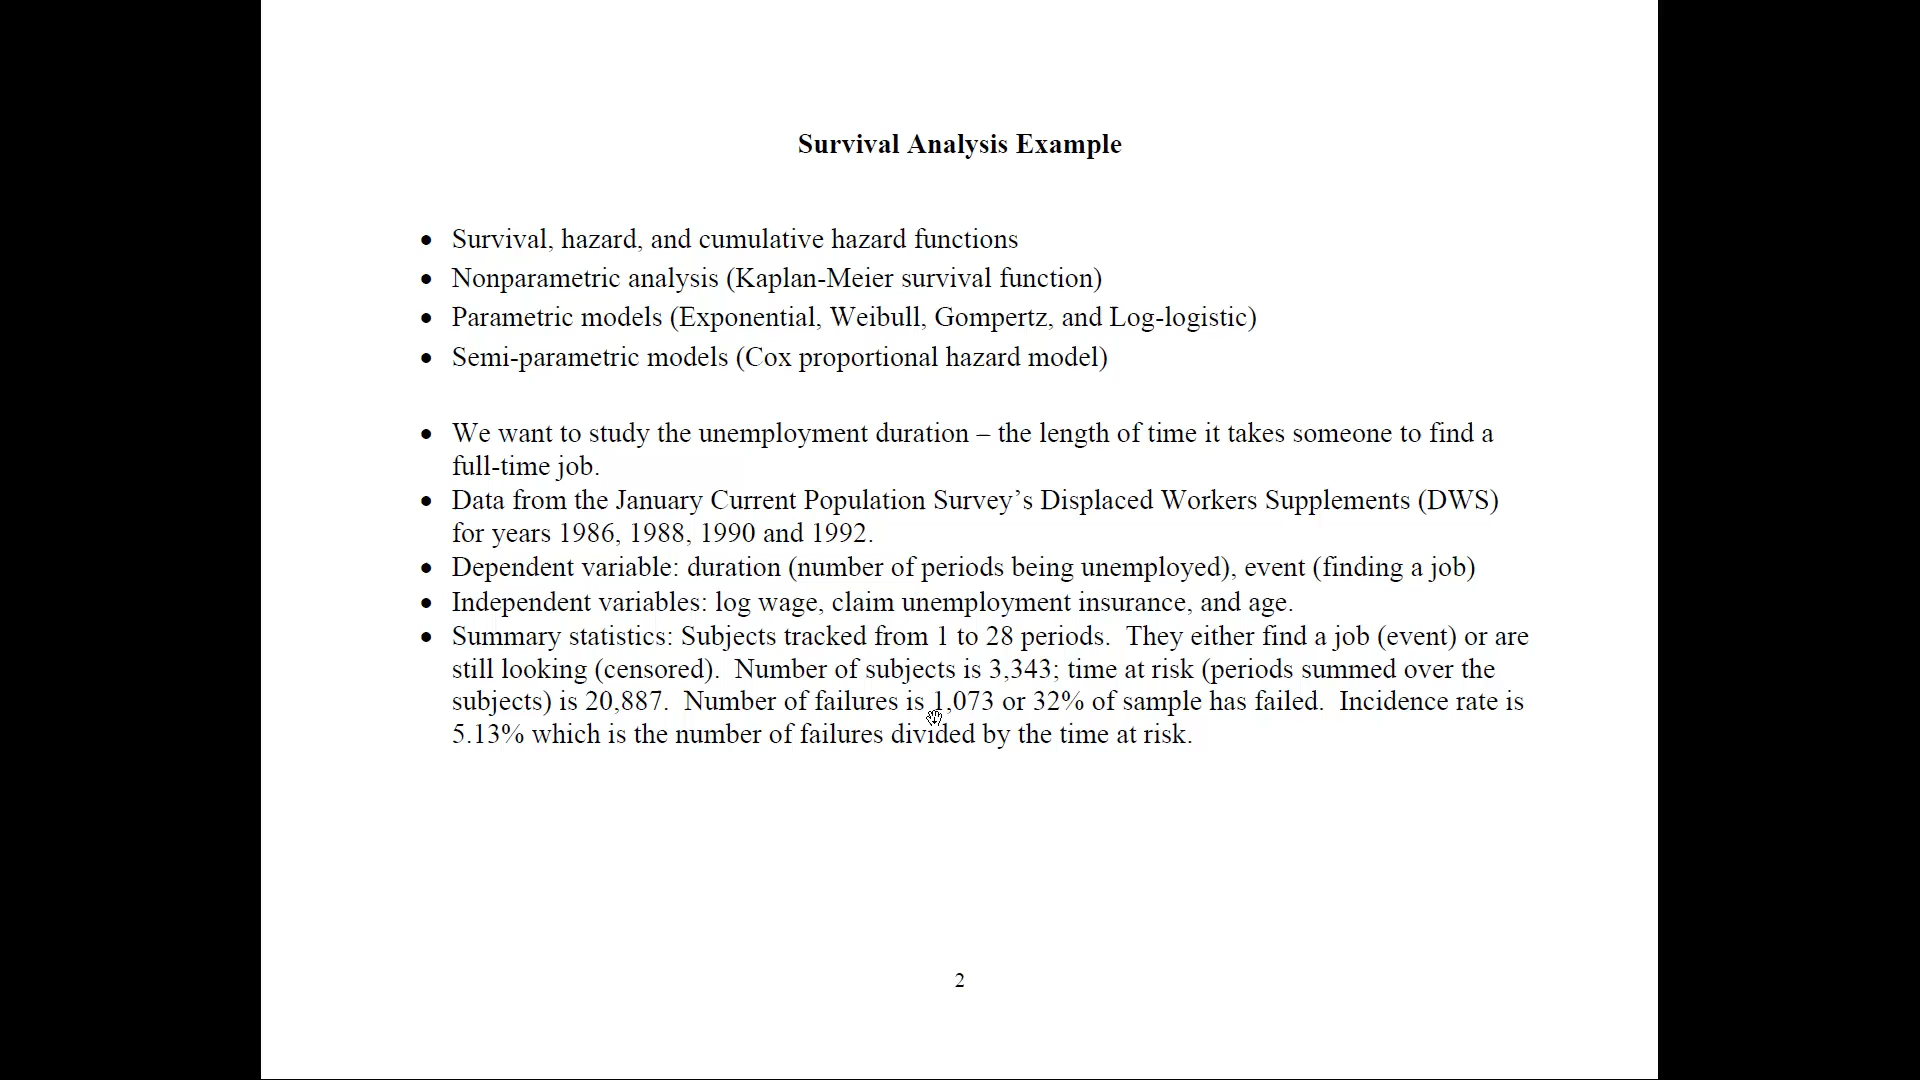 Survival Analysis Example
• Survival, hazard, and cumulative hazard functions
• Nonparametric analysis (Kaplan-Meier survival function)
• Parametric models (Exponential, Weibull, Gompertz, and Log-logistic)
• Semi-parametric models (Cox proportional hazard model)
• We want to study the unemployment duration – the length of time it takes someone to find a
full-time job.
• Data from the January Current Population Survey’s Displaced Workers Supplements (DWS)
for years 1986, 1988, 1990 and 1992.
• Dependent variable: duration (number of periods being unemployed), event (finding a job)
• Independent variables: log wage, claim unemployment insurance, and age.
• Summary statistics: Subjects tracked from 1 to 28 periods.  They either find a job (event) or are
still looking (censored).  Number of subjects is 3,343; time at risk (periods summed over the
subjects) is 20,887.  Number of failures is 1,073 or 32% of sample has failed.  Incidence rate is
5.13% which is the number of failures divided by the time at risk.
2